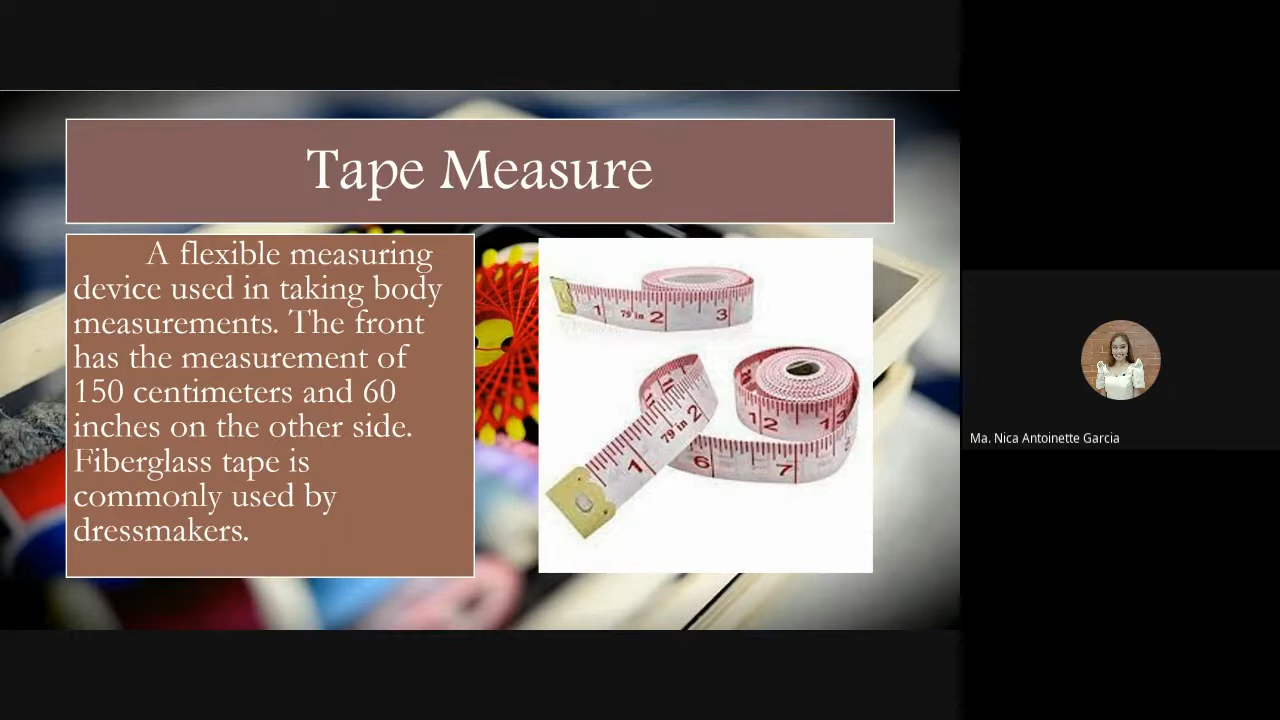 Tape Measure
A flexible measuring
device used in taking body
measurements. The front
has the measurement of
150 centimeters and 60
inches on the other side.
Fiberglass tape is
commonly used by
dressmakers.
1 79 in 2 3
1 79 in 2
12
6 7
Ma. Nica Antoinette Garcia